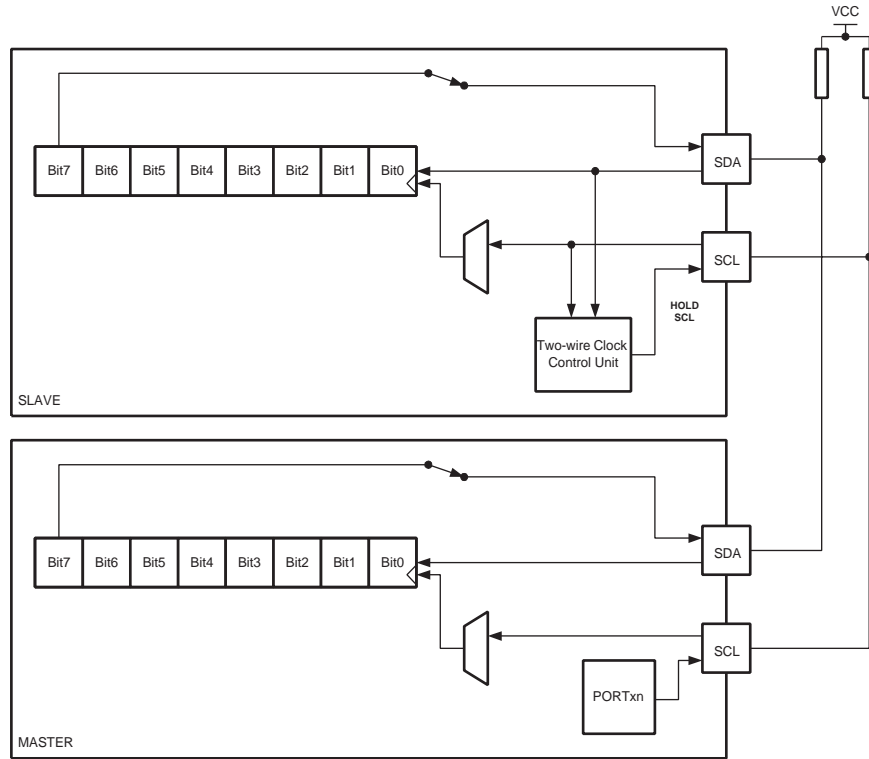 VCC
Bit7 Bit6 Bit5 Bit4 Bit3 Bit2 Bit1 Bit0
SDA
SCL
HOLD
SCL
Two-wire Clock
Control Unit
SLAVE
Bit7 Bit6 Bit5 Bit4 Bit3 Bit2 Bit1 Bit0
SDA
SCL
PORTxn
MASTER